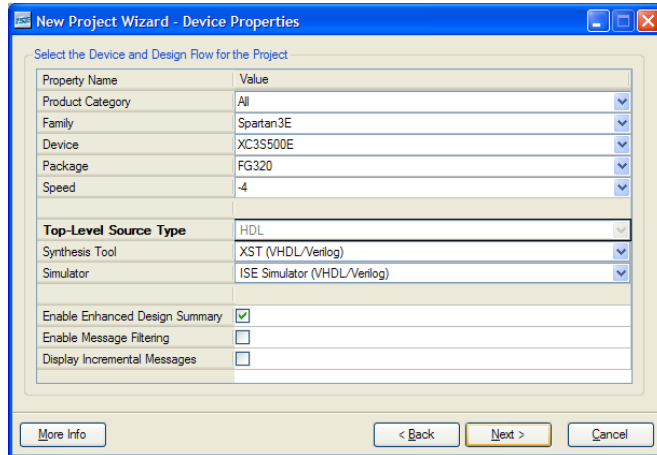 ISE New Project Wizard - Device Properties
Select the Device and Design Flow for the Project
Property Name Value
Product Category All
Family Spartan3E
Device XC3S500E
Package FG320
Speed -4
Top-Level Source Type HDL
Synthesis Tool XST (VHDL/Verilog)
Simulator ISE Simulator (VHDL/Verilog)
Enable Enhanced Design Summary
Enable Message Filtering
Display Incremental Messages
More Info < Back Next > Cancel